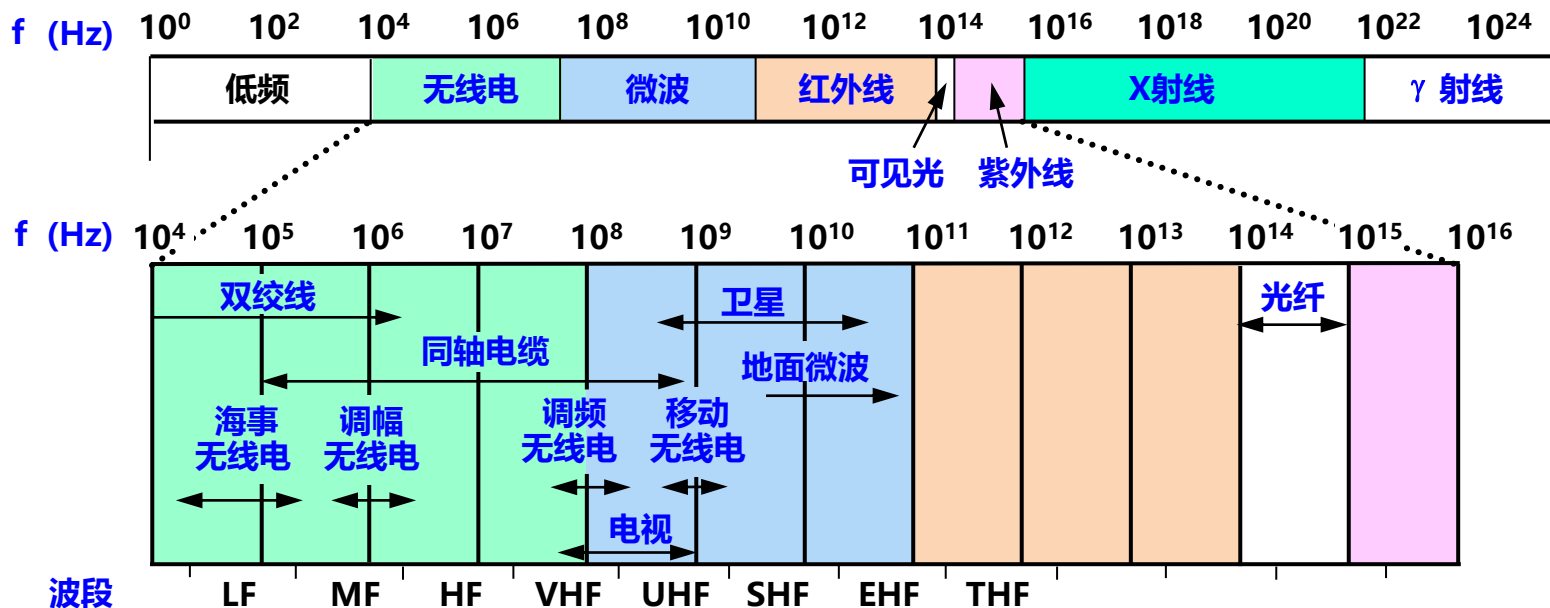 f (Hz) 10⁰ 10² 10⁴ 10⁶ 10⁸ 10¹⁰ 10¹² 10¹⁴ 10¹⁶ 10¹⁸ 10²⁰ 10²² 10²⁴
低频 无线电 微波 红外线 X射线 γ 射线
可见光 紫外线
f (Hz) 10⁴ 10⁵ 10⁶ 10⁷ 10⁸ 10⁹ 10¹⁰ 10¹¹ 10¹² 10¹³ 10¹⁴ 10¹⁵ 10¹⁶
双绞线 卫星 光纤
同轴电缆 地面微波
海事 调幅 调频 移动
无线电 无线电 无线电 无线电
电视
波段 LF MF HF VHF UHF SHF EHF THF